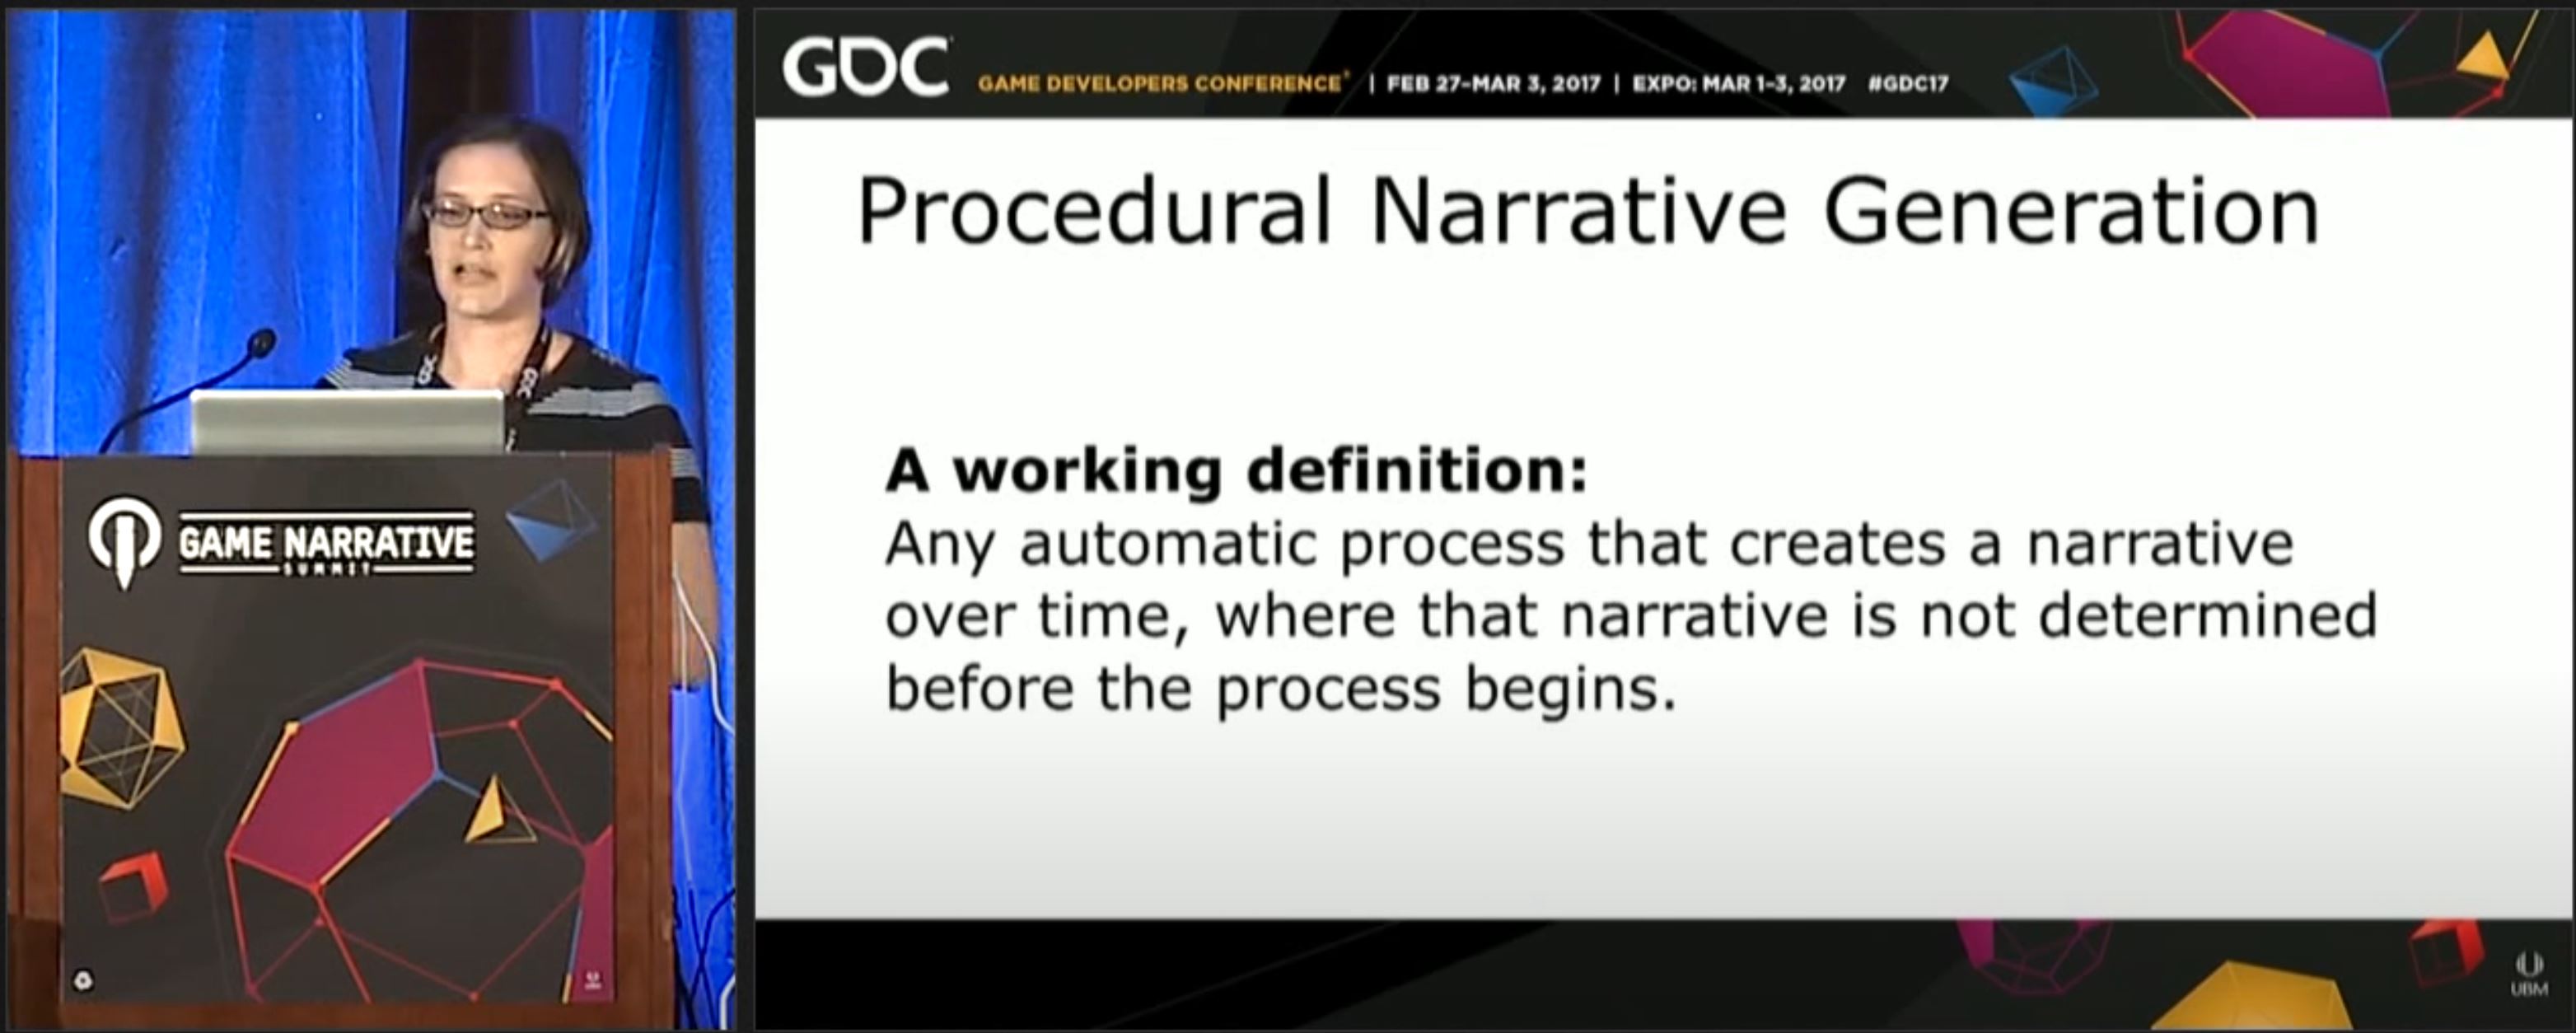 GDC
GAME DEVELOPERS CONFERENCE® | FEB 27–MAR 3, 2017 | EXPO: MAR 1–3, 2017 #GDC17
Procedural Narrative Generation
A working definition:
Any automatic process that creates a narrative
over time, where that narrative is not determined
before the process begins.
UBM
GDC
GDC
GAME NARRATIVE
SUMMIT
UBM